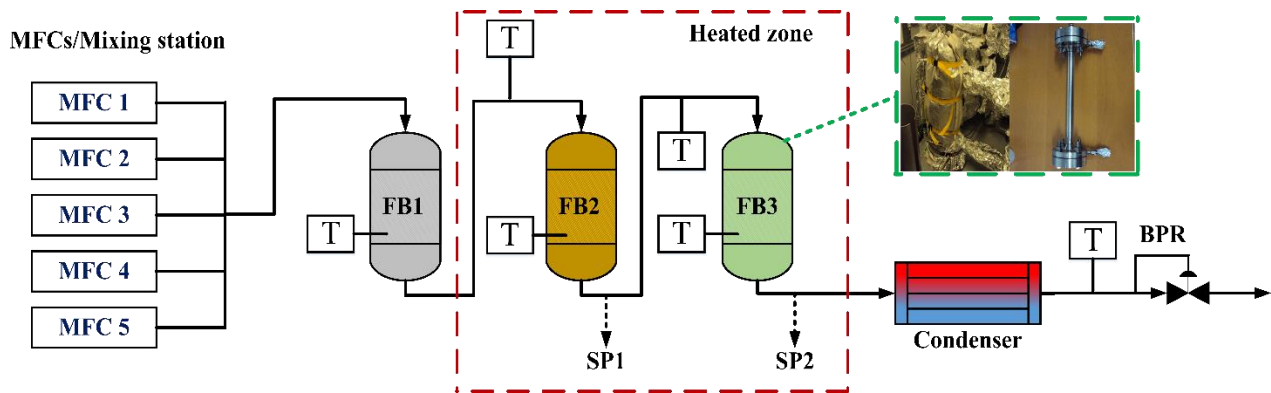 MFCs/Mixing station
MFC 1
MFC 2
MFC 3
MFC 4
MFC 5
T
Heated zone
T
FB1
T
FB2
T
FB3
T
T
BPR
T
SP1
SP2
Condenser